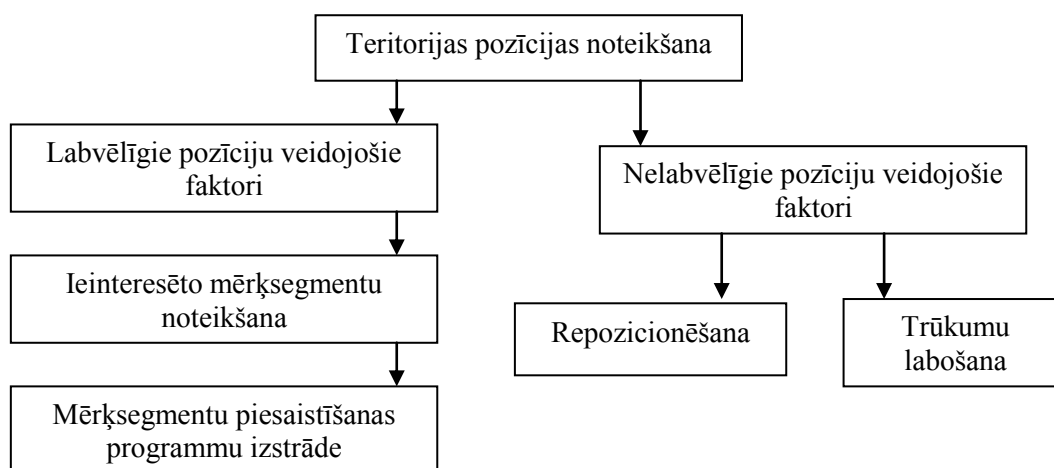 Teritorijas pozīcijas noteikšana
Labvēlīgie pozīciju veidojošie
faktori
Nelabvēlīgie pozīciju veidojošie
faktori
Ieinteresēto mērķsegmentu
noteikšana
Repozicionēšana
Trūkumu
labošana
Mērķsegmentu piesaistīšanas
programmu izstrāde